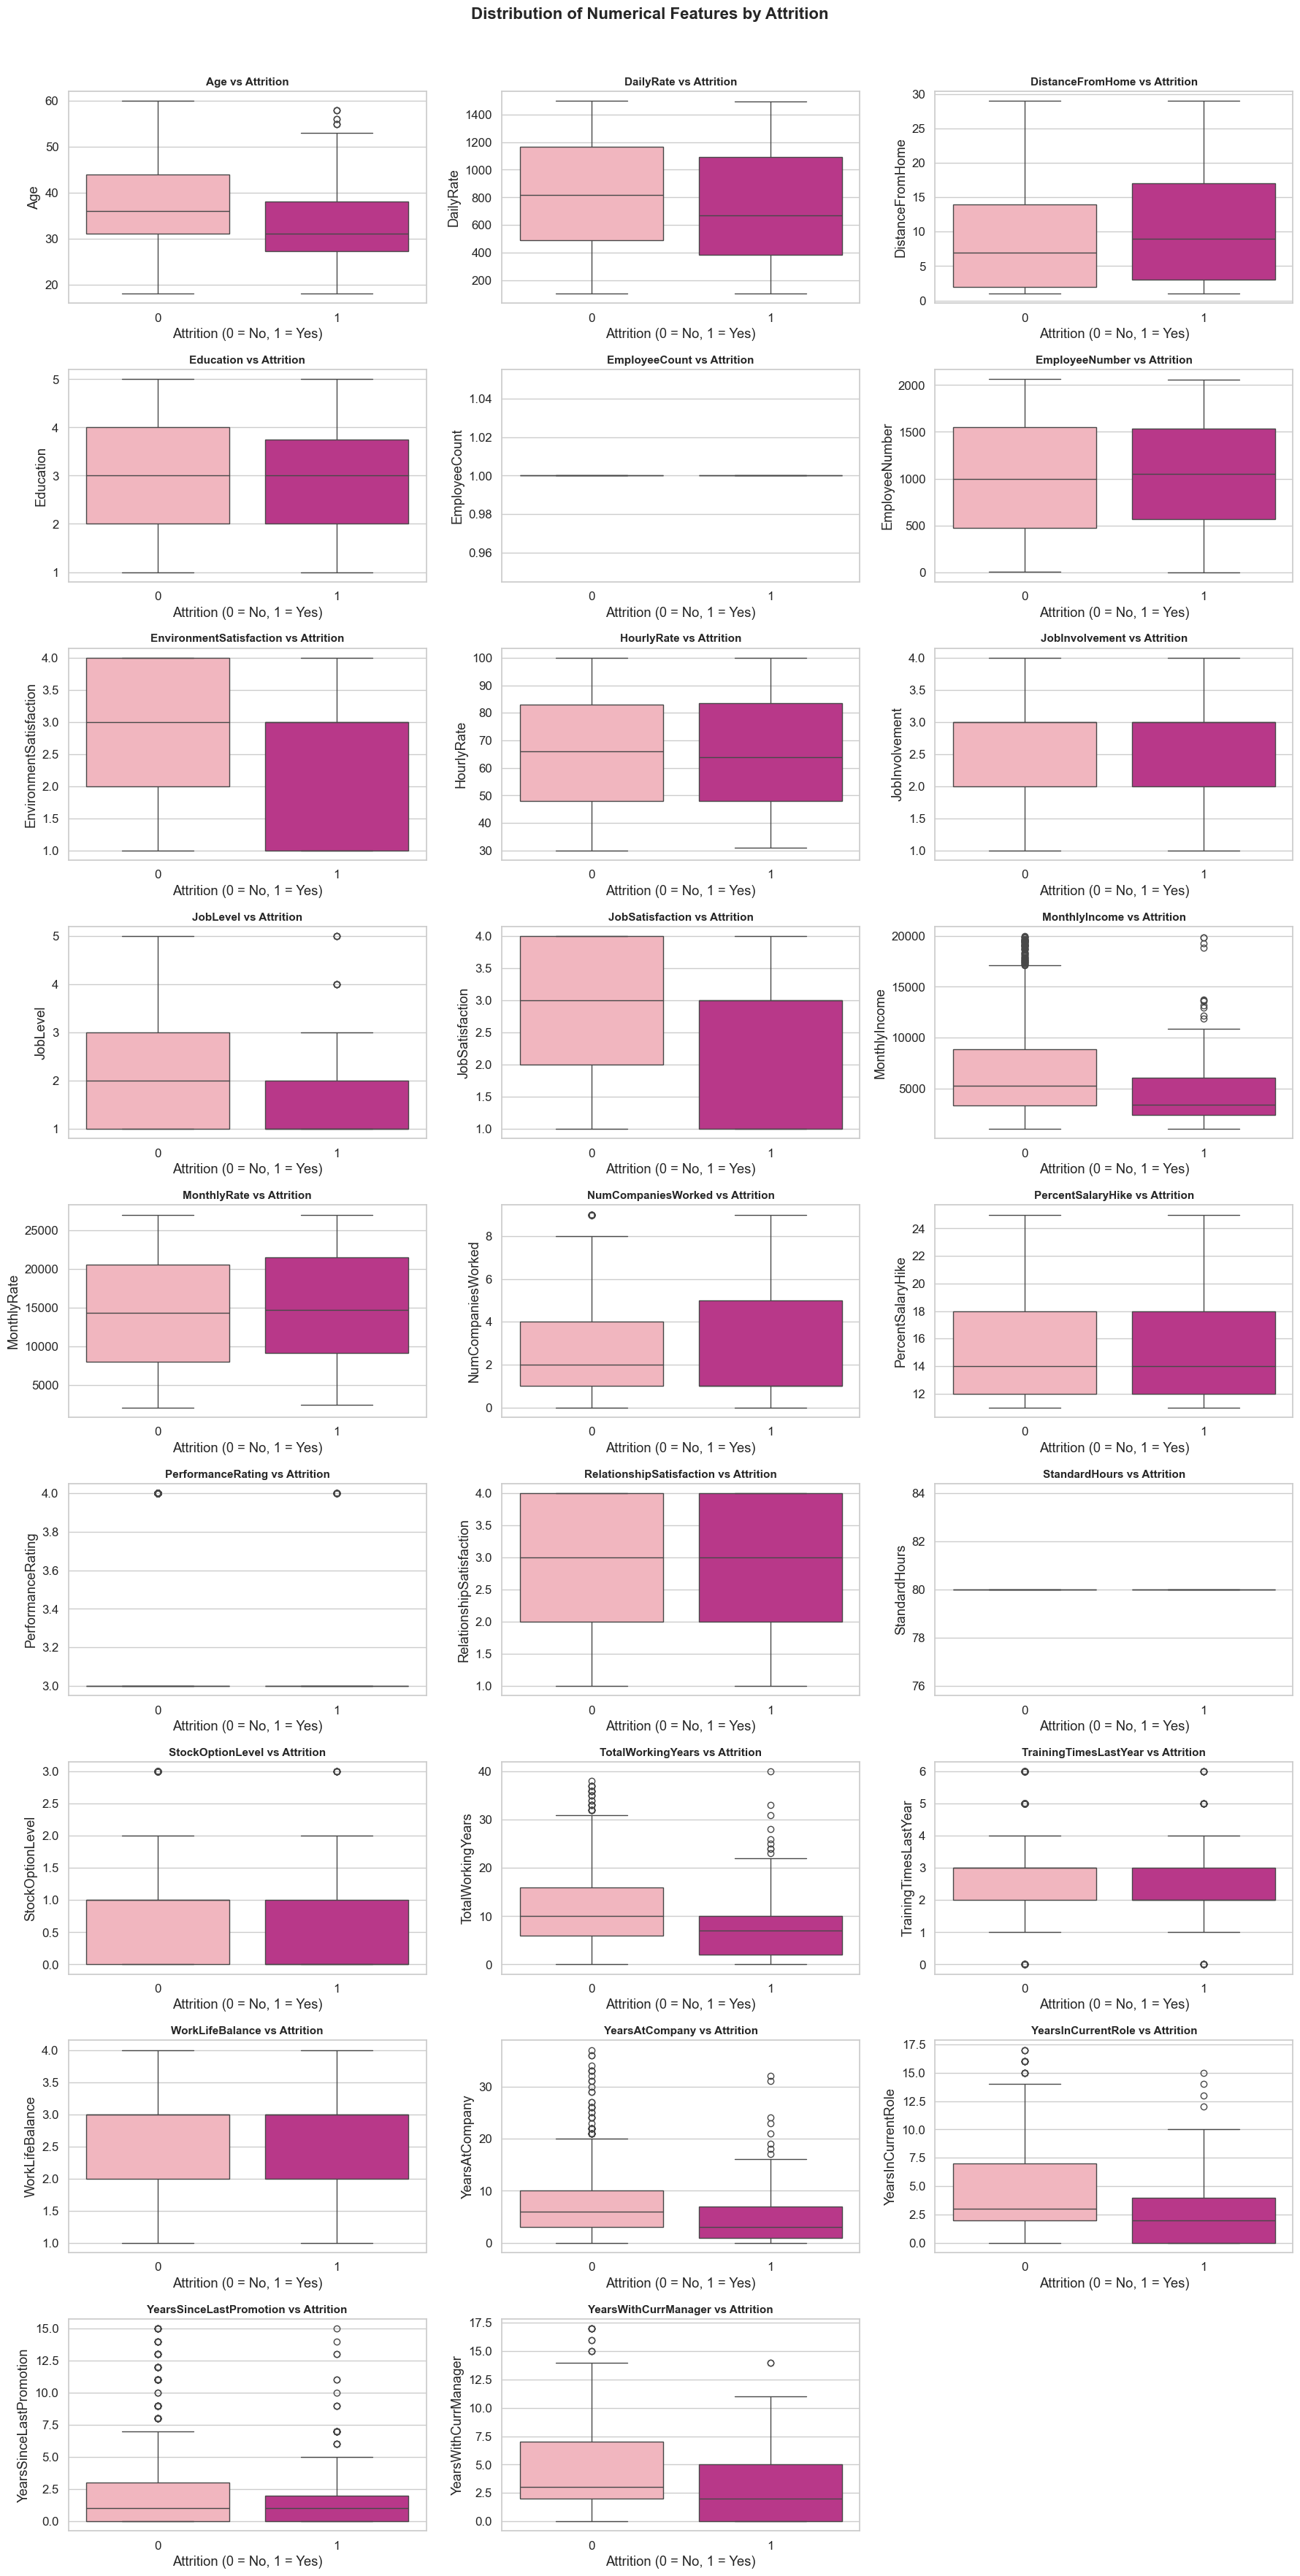 Distribution of Numerical Features by Attrition
Age vs Attrition
Age
60
50
40
30
20
0 1
Attrition (0 = No, 1 = Yes)
DailyRate vs Attrition
DailyRate
1400
1200
1000
800
600
400
200
0 1
Attrition (0 = No, 1 = Yes)
DistanceFromHome vs Attrition
DistanceFromHome
30
25
20
15
10
5
0
0 1
Attrition (0 = No, 1 = Yes)
Education vs Attrition
Education
5
4
3
2
1
0 1
Attrition (0 = No, 1 = Yes)
EmployeeCount vs Attrition
EmployeeCount
1.04
1.02
1.00
0.98
0.96
0 1
Attrition (0 = No, 1 = Yes)
EmployeeNumber vs Attrition
EmployeeNumber
2000
1500
1000
500
0
0 1
Attrition (0 = No, 1 = Yes)
EnvironmentSatisfaction vs Attrition
EnvironmentSatisfaction
4.0
3.5
3.0
2.5
2.0
1.5
1.0
0 1
Attrition (0 = No, 1 = Yes)
HourlyRate vs Attrition
HourlyRate
100
90
80
70
60
50
40
30
0 1
Attrition (0 = No, 1 = Yes)
JobInvolvement vs Attrition
JobInvolvement
4.0
3.5
3.0
2.5
2.0
1.5
1.0
0 1
Attrition (0 = No, 1 = Yes)
JobLevel vs Attrition
JobLevel
5
4
3
2
1
0 1
Attrition (0 = No, 1 = Yes)
JobSatisfaction vs Attrition
JobSatisfaction
4.0
3.5
3.0
2.5
2.0
1.5
1.0
0 1
Attrition (0 = No, 1 = Yes)
MonthlyIncome vs Attrition
MonthlyIncome
20000
15000
10000
5000
0 1
Attrition (0 = No, 1 = Yes)
MonthlyRate vs Attrition
MonthlyRate
25000
20000
15000
10000
5000
0 1
Attrition (0 = No, 1 = Yes)
NumCompaniesWorked vs Attrition
NumCompaniesWorked
8
6
4
2
0
0 1
Attrition (0 = No, 1 = Yes)
PercentSalaryHike vs Attrition
PercentSalaryHike
24
22
20
18
16
14
12
0 1
Attrition (0 = No, 1 = Yes)
PerformanceRating vs Attrition
PerformanceRating
4.0
3.8
3.6
3.4
3.2
3.0
0 1
Attrition (0 = No, 1 = Yes)
RelationshipSatisfaction vs Attrition
RelationshipSatisfaction
4.0
3.5
3.0
2.5
2.0
1.5
1.0
0 1
Attrition (0 = No, 1 = Yes)
StandardHours vs Attrition
StandardHours
84
82
80
78
76
0 1
Attrition (0 = No, 1 = Yes)
StockOptionLevel vs Attrition
StockOptionLevel
3.0
2.5
2.0
1.5
1.0
0.5
0.0
0 1
Attrition (0 = No, 1 = Yes)
TotalWorkingYears vs Attrition
TotalWorkingYears
40
30
20
10
0
0 1
Attrition (0 = No, 1 = Yes)
TrainingTimesLastYear vs Attrition
TrainingTimesLastYear
6
5
4
3
2
1
0
0 1
Attrition (0 = No, 1 = Yes)
WorkLifeBalance vs Attrition
WorkLifeBalance
4.0
3.5
3.0
2.5
2.0
1.5
1.0
0 1
Attrition (0 = No, 1 = Yes)
YearsAtCompany vs Attrition
YearsAtCompany
30
20
10
0
0 1
Attrition (0 = No, 1 = Yes)
YearsInCurrentRole vs Attrition
YearsInCurrentRole
17.5
15.0
12.5
10.0
7.5
5.0
2.5
0.0
0 1
Attrition (0 = No, 1 = Yes)
YearsSinceLastPromotion vs Attrition
YearsSinceLastPromotion
15.0
12.5
10.0
7.5
5.0
2.5
0.0
0 1
Attrition (0 = No, 1 = Yes)
YearsWithCurrManager vs Attrition
YearsWithCurrManager
17.5
15.0
12.5
10.0
7.5
5.0
2.5
0.0
0 1
Attrition (0 = No, 1 = Yes)